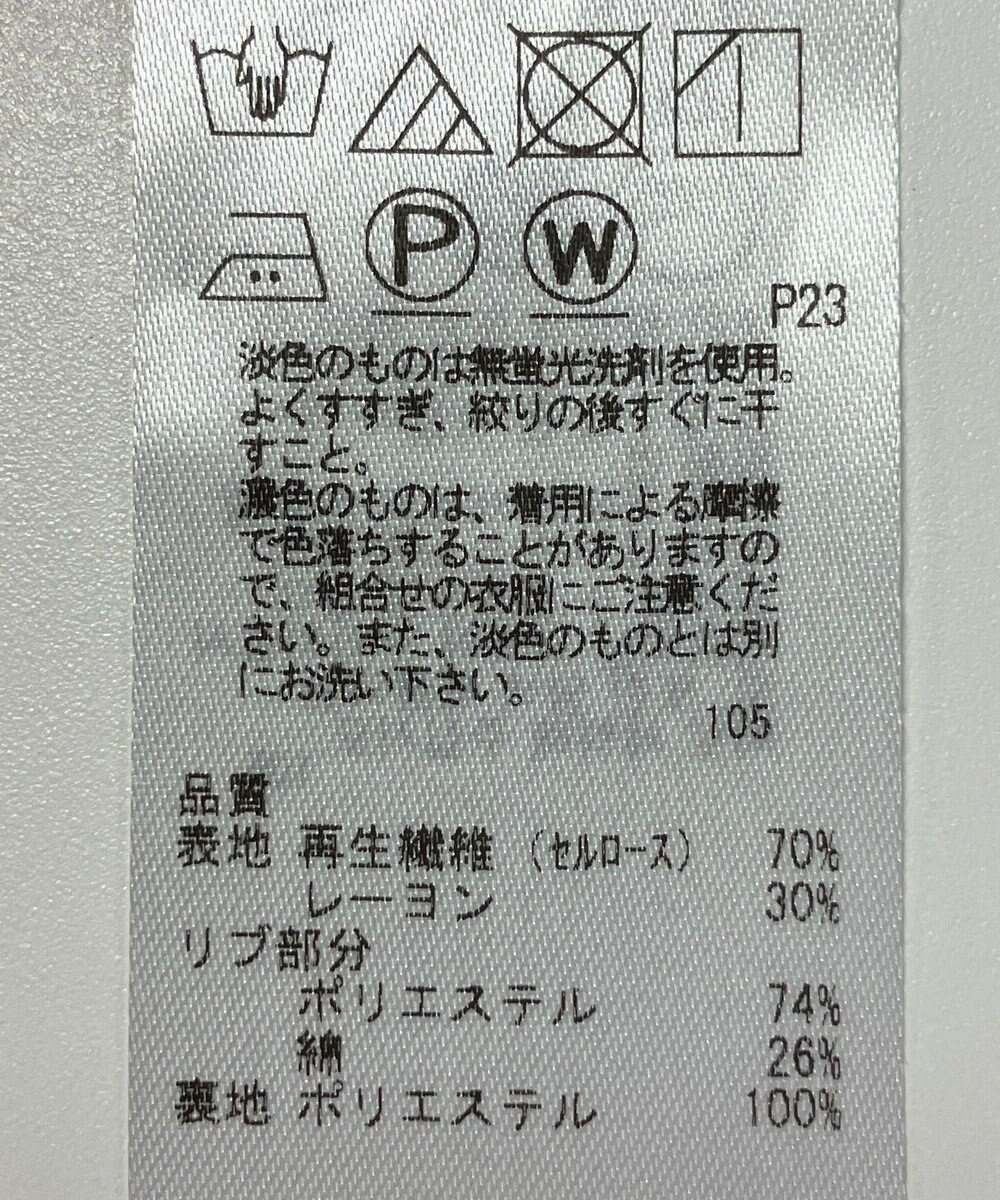 P
W
P23
淡色のものは無蛍光洗剤を使用。
よくすすぎ、絞りの後すぐに干
すこと。
濃色のものは、着用による摩擦
で色落ちすることがありますの
で、組合せの衣服にご注意くだ
さい。また、淡色のものとは別
にお洗い下さい。
105
品質
表地 再生繊維 (セルロース) 70%
レーヨン 30%
リブ部分
ポリエステル 74%
綿 26%
裏地 ポリエステル 100%